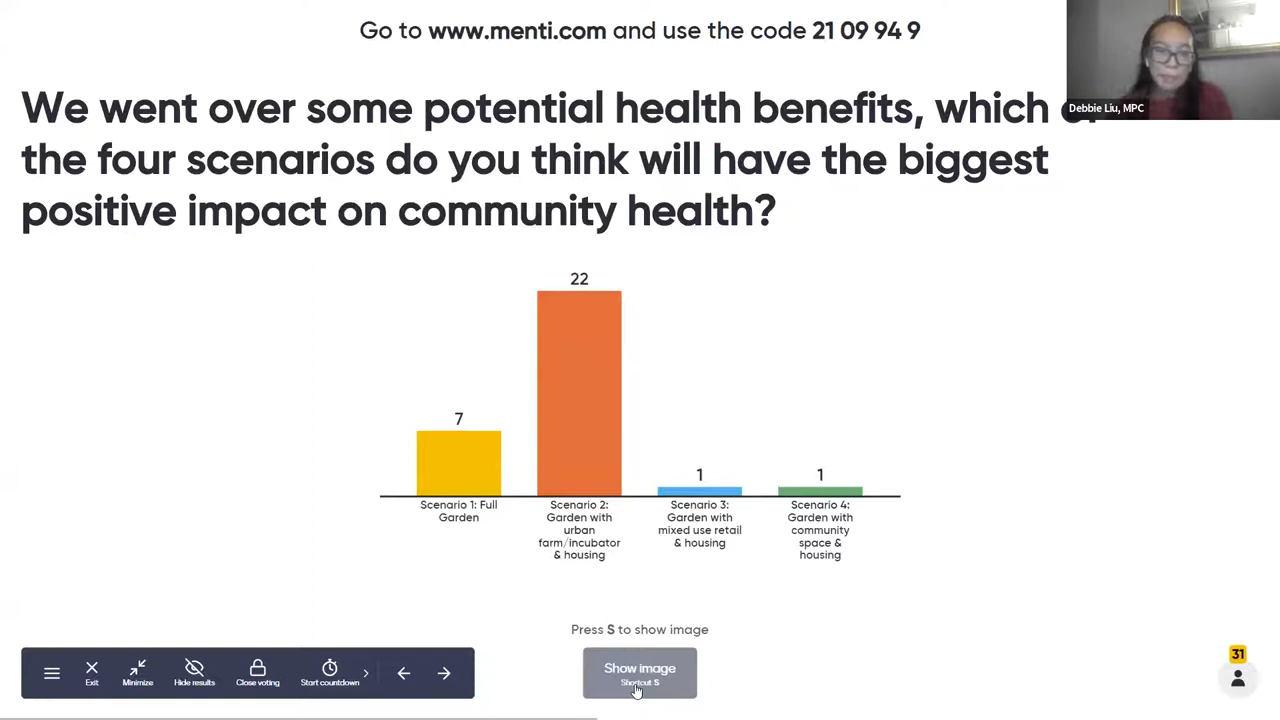 Go to www.menti.com and use the code 21 09 94 9
Debbie Liu, MPC
We went over some potential health benefits, which
the four scenarios do you think will have the biggest
positive impact on community health?
22
7
1
1
Scenario 1: Full
Garden
Scenario 2:
Garden with
urban
farm/incubator
& housing
Scenario 3:
Garden with
mixed use retail
& housing
Scenario 4:
Garden with
community
space &
housing
Press S to show image
Show image
Shortcut S
Exit
Minimize
Hide results
Close voting
Start countdown
31